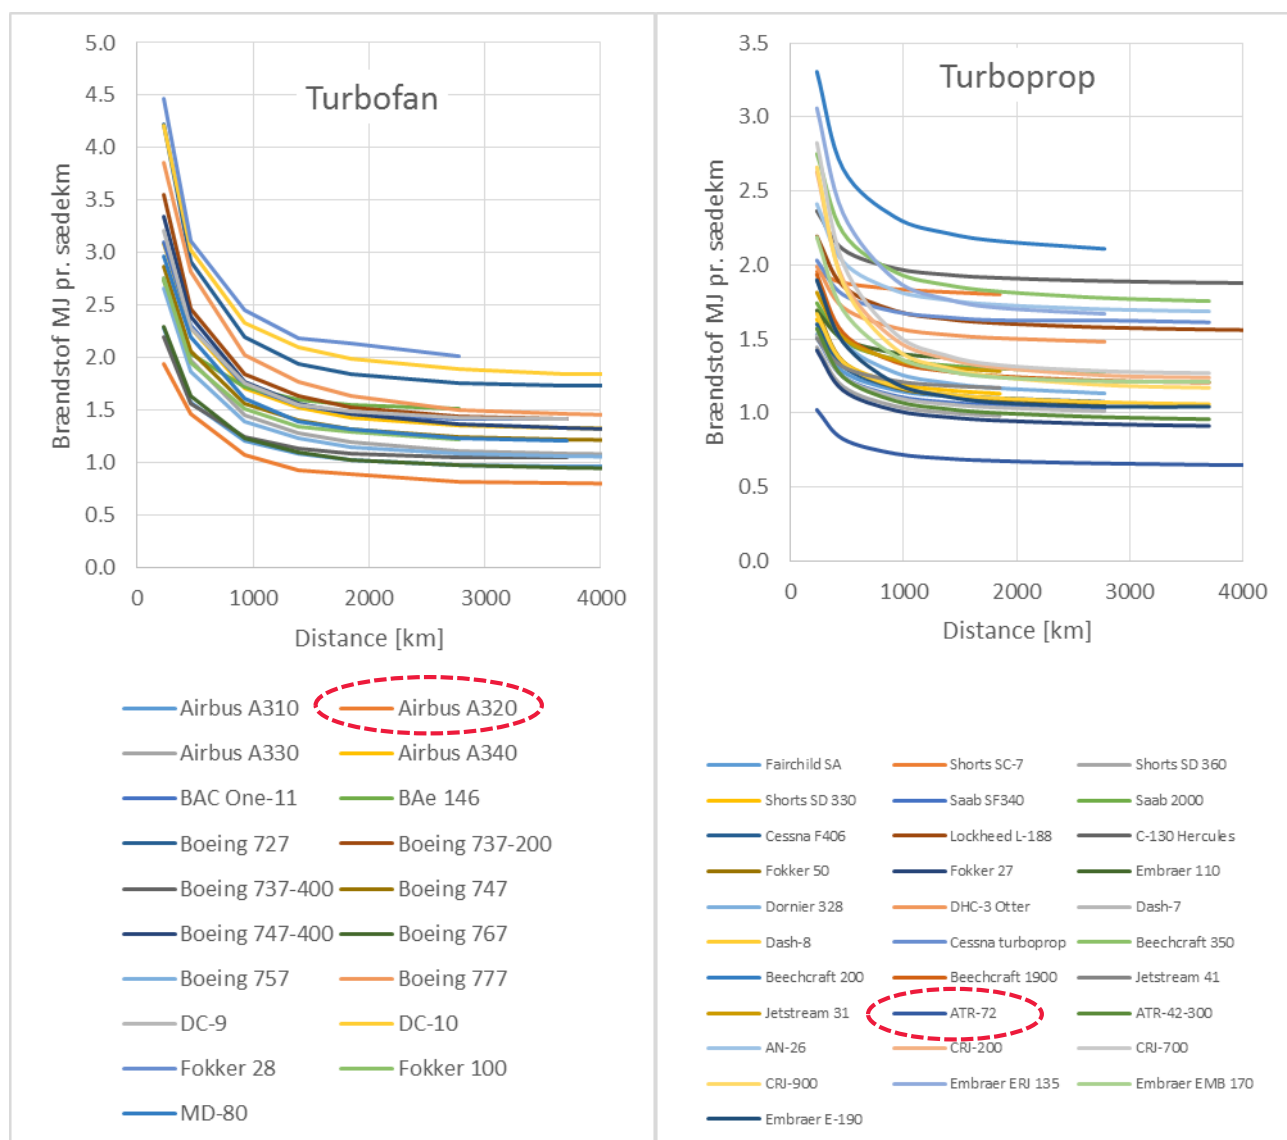 Turbofan
5.0
4.5
4.0
3.5
3.0
2.5
2.0
1.5
1.0
0.5
0.0
Brændstof MJ pr. sædekm
0 1000 2000 3000 4000
Distance [km]
Airbus A310 Airbus A320
Airbus A330 Airbus A340
BAC One-11 BAe 146
Boeing 727 Boeing 737-200
Boeing 737-400 Boeing 747
Boeing 747-400 Boeing 767
Boeing 757 Boeing 777
DC-9 DC-10
Fokker 28 Fokker 100
MD-80
Turboprop
3.5
3.0
2.5
2.0
1.5
1.0
0.5
0.0
Brændstof MJ pr. sædekm
0 1000 2000 3000 4000
Distance [km]
Fairchild SA Shorts SC-7 Shorts SD 360
Shorts SD 330 Saab SF340 Saab 2000
Cessna F406 Lockheed L-188 C-130 Hercules
Fokker 50 Fokker 27 Embraer 110
Dornier 328 DHC-3 Otter Dash-7
Dash-8 Cessna turboprop Beechcraft 350
Beechcraft 200 Beechcraft 1900 Jetstream 41
Jetstream 31 ATR-72 ATR-42-300
AN-26 CRJ-200 CRJ-700
CRJ-900 Embraer ERJ 135 Embraer EMB 170
Embraer E-190